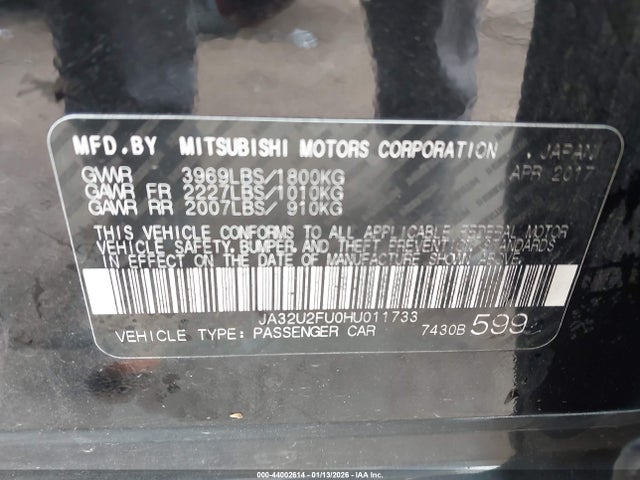 MFD.BY MITSUBISHI MOTORS CORPORATION , JAPAN
GVWR 3969LBS/1800KG APR 2017
GAWR FR 2227LBS/1010KG
GAWR RR 2007LBS/ 910KG
THIS VEHICLE CONFORMS TO ALL APPLICABLE FEDERAL MOTOR
VEHICLE SAFETY,BUMPER,AND THEFT PREVENTION STANDARDS
IN EFFECT ON THE DATE OF MANUFACTURE SHOWN ABOVE.
JA32U2FU0HU011733
VEHICLE TYPE: PASSENGER CAR 7430B 599
000-44002614 - 01/13/2026 - IAA Inc.